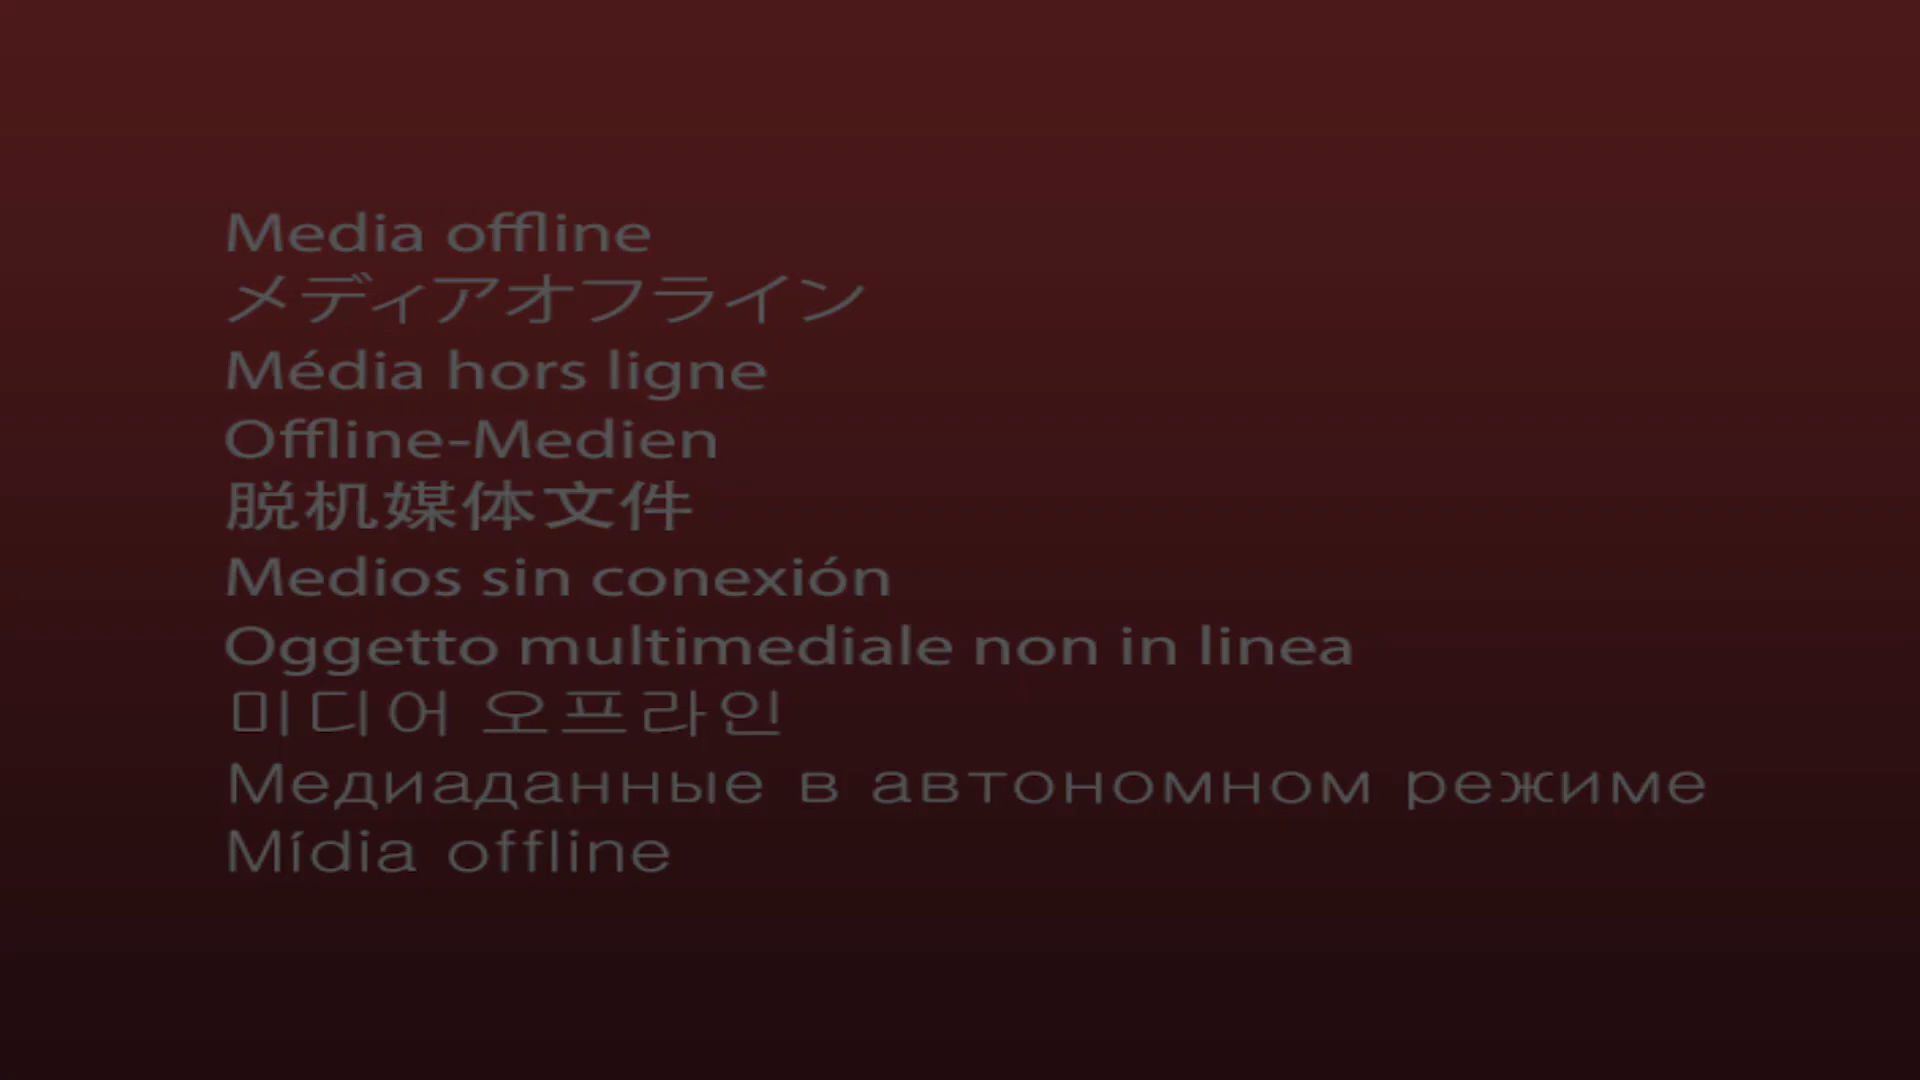 Media offline
メディアオフライン
Média hors ligne
Offline-Medien
脱机媒体文件
Medios sin conexión
Oggetto multimediale non in linea
미디어 오프라인
Медиаданные в автономном режиме
Mídia offline